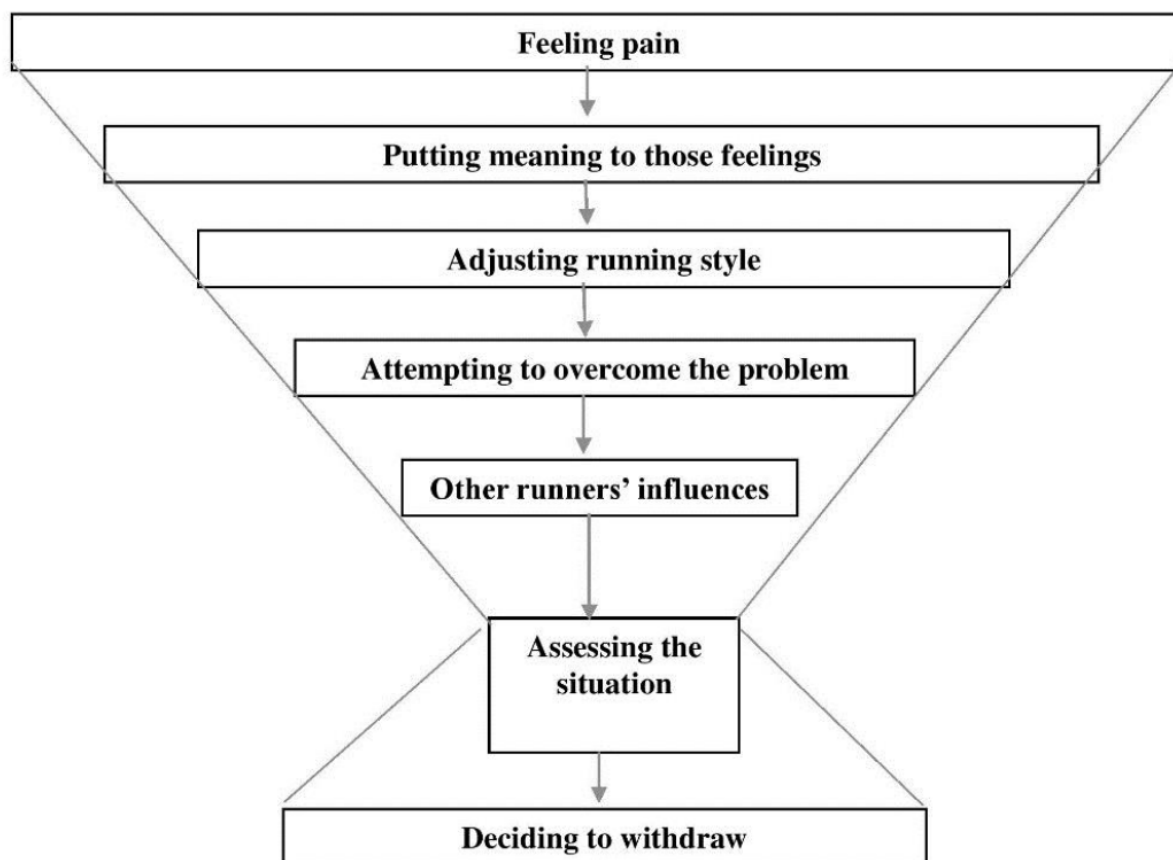 Feeling pain
Putting meaning to those feelings
Adjusting running style
Attempting to overcome the problem
Other runners’ influences
Assessing the
situation
Deciding to withdraw